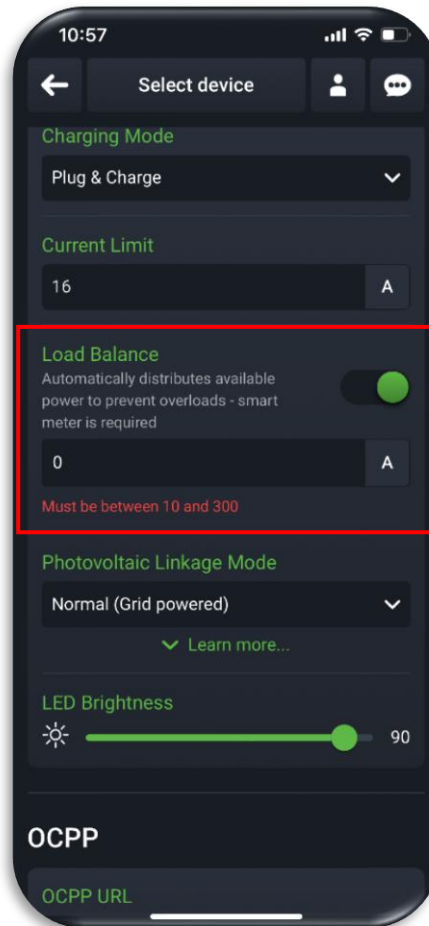 10:57
Select device
Charging Mode
Plug & Charge
Current Limit
16 A
Load Balance
Automatically distributes available
power to prevent overloads - smart
meter is required
0 A
Must be between 10 and 300
Photovoltaic Linkage Mode
Normal (Grid powered)
Learn more...
LED Brightness
90
OCPP
OCPP URL